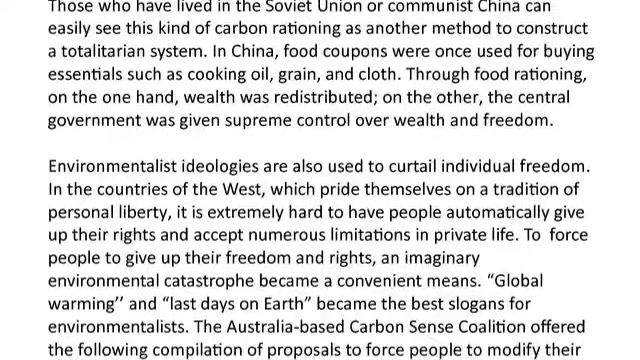 Those who have lived in the Soviet Union or communist China can
easily see this kind of carbon rationing as another method to construct
a totalitarian system. In China, food coupons were once used for buying
essentials such as cooking oil, grain, and cloth. Through food rationing,
on the one hand, wealth was redistributed; on the other, the central
government was given supreme control over wealth and freedom.

Environmentalist ideologies are also used to curtail individual freedom.
In the countries of the West, which pride themselves on a tradition of
personal liberty, it is extremely hard to have people automatically give
up their rights and accept numerous limitations in private life. To  force
people to give up their freedom and rights, an imaginary
environmental catastrophe became a convenient means. “Global
warming’’ and “last days on Earth” became the best slogans for
environmentalists. The Australia-based Carbon Sense Coalition offered
the following compilation of proposals to force people to modify their